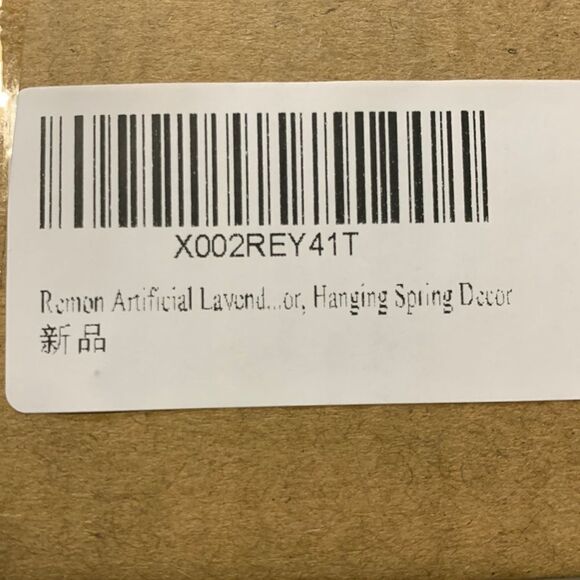 X002REY41T
Remon Artificial Lavend...or, Hanging Spring Decor
新品